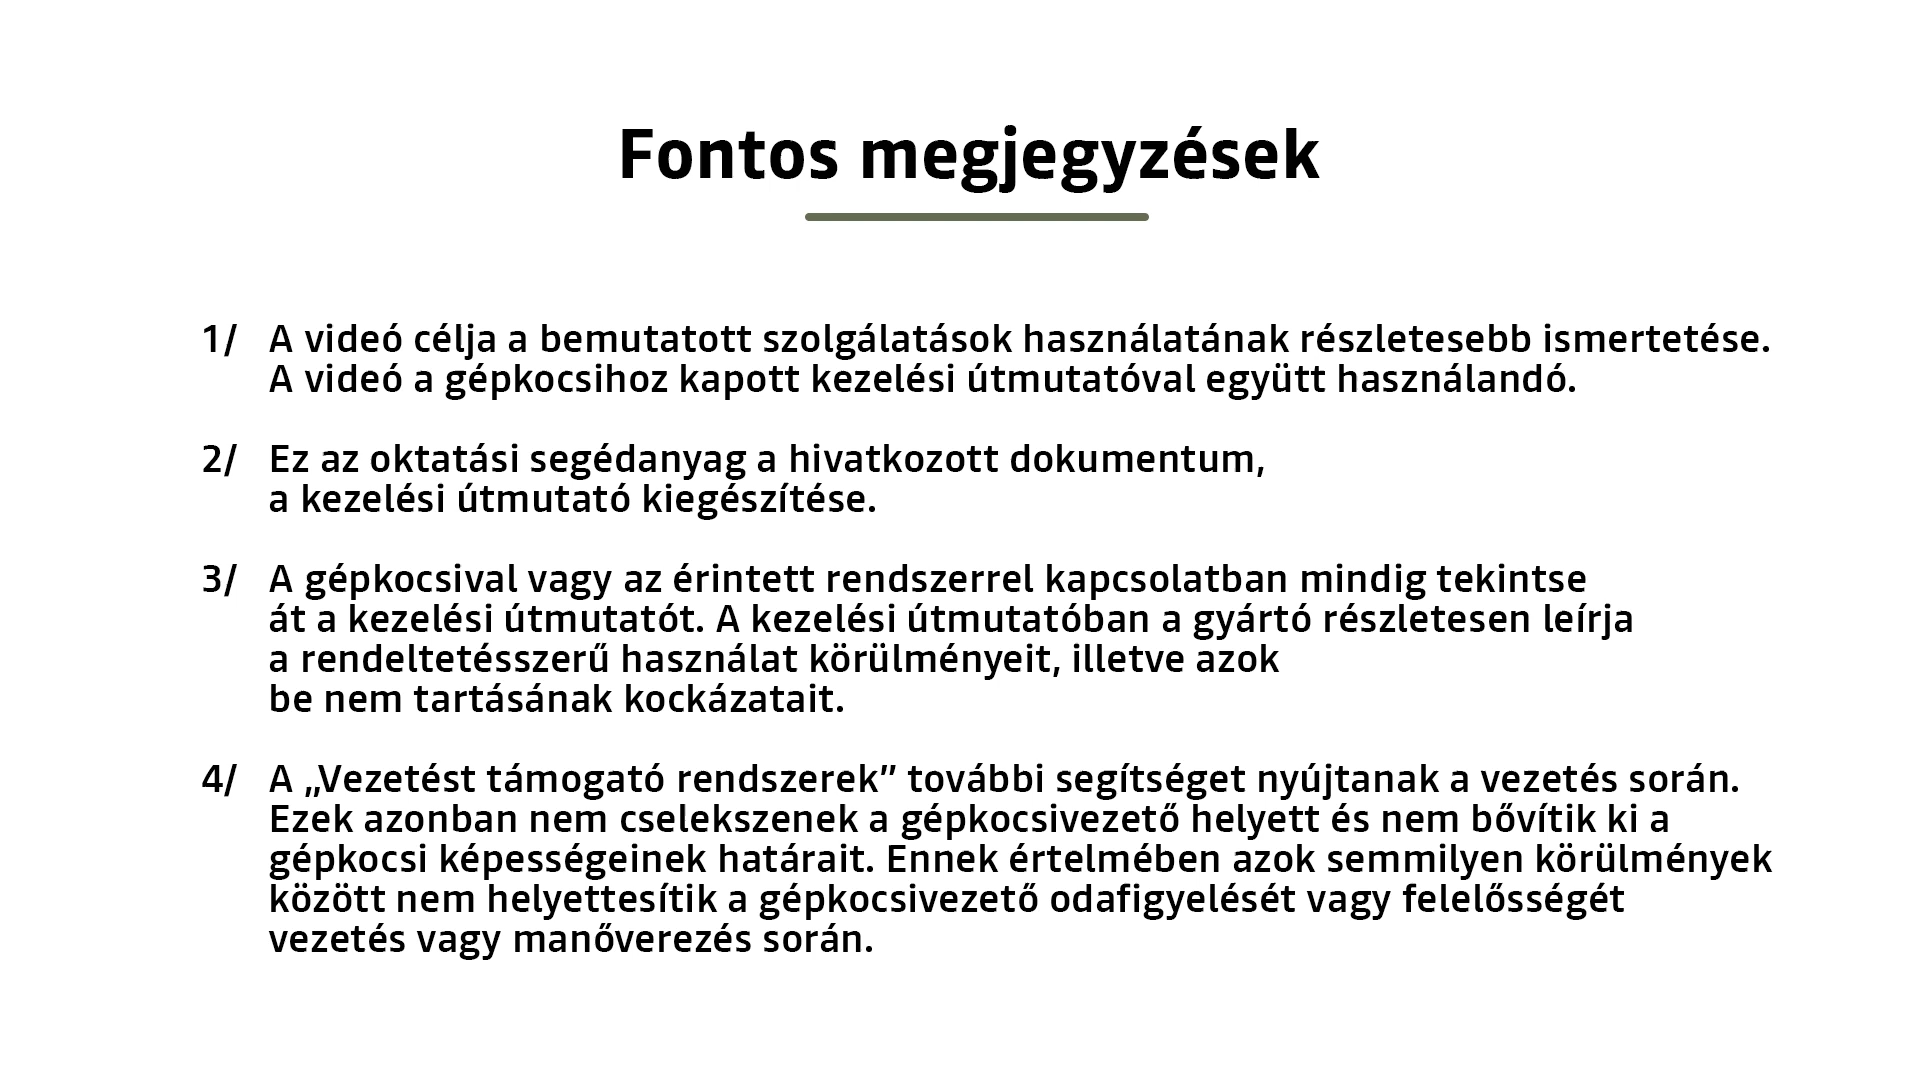 Fontos megjegyzések
1/ A videó célja a bemutatott szolgálatások használatának részletesebb ismertetése.
A videó a gépkocsihoz kapott kezelési útmutatóval együtt használandó.
2/ Ez az oktatási segédanyag a hivatkozott dokumentum,
a kezelési útmutató kiegészítése.
3/ A gépkocsival vagy az érintett rendszerrel kapcsolatban mindig tekintse
át a kezelési útmutatót. A kezelési útmutatóban a gyártó részletesen leírja
a rendeltetésszerű használat körülményeit, illetve azok
be nem tartásának kockázatait.
4/ A „Vezetést támogató rendszerek” további segítséget nyújtanak a vezetés során.
Ezek azonban nem cselekszenek a gépkocsivezető helyett és nem bővítik ki a
gépkocsi képességeinek határait. Ennek értelmében azok semmilyen körülmények
között nem helyettesítik a gépkocsivezető odafigyelését vagy felelősségét
vezetés vagy manőverezés során.